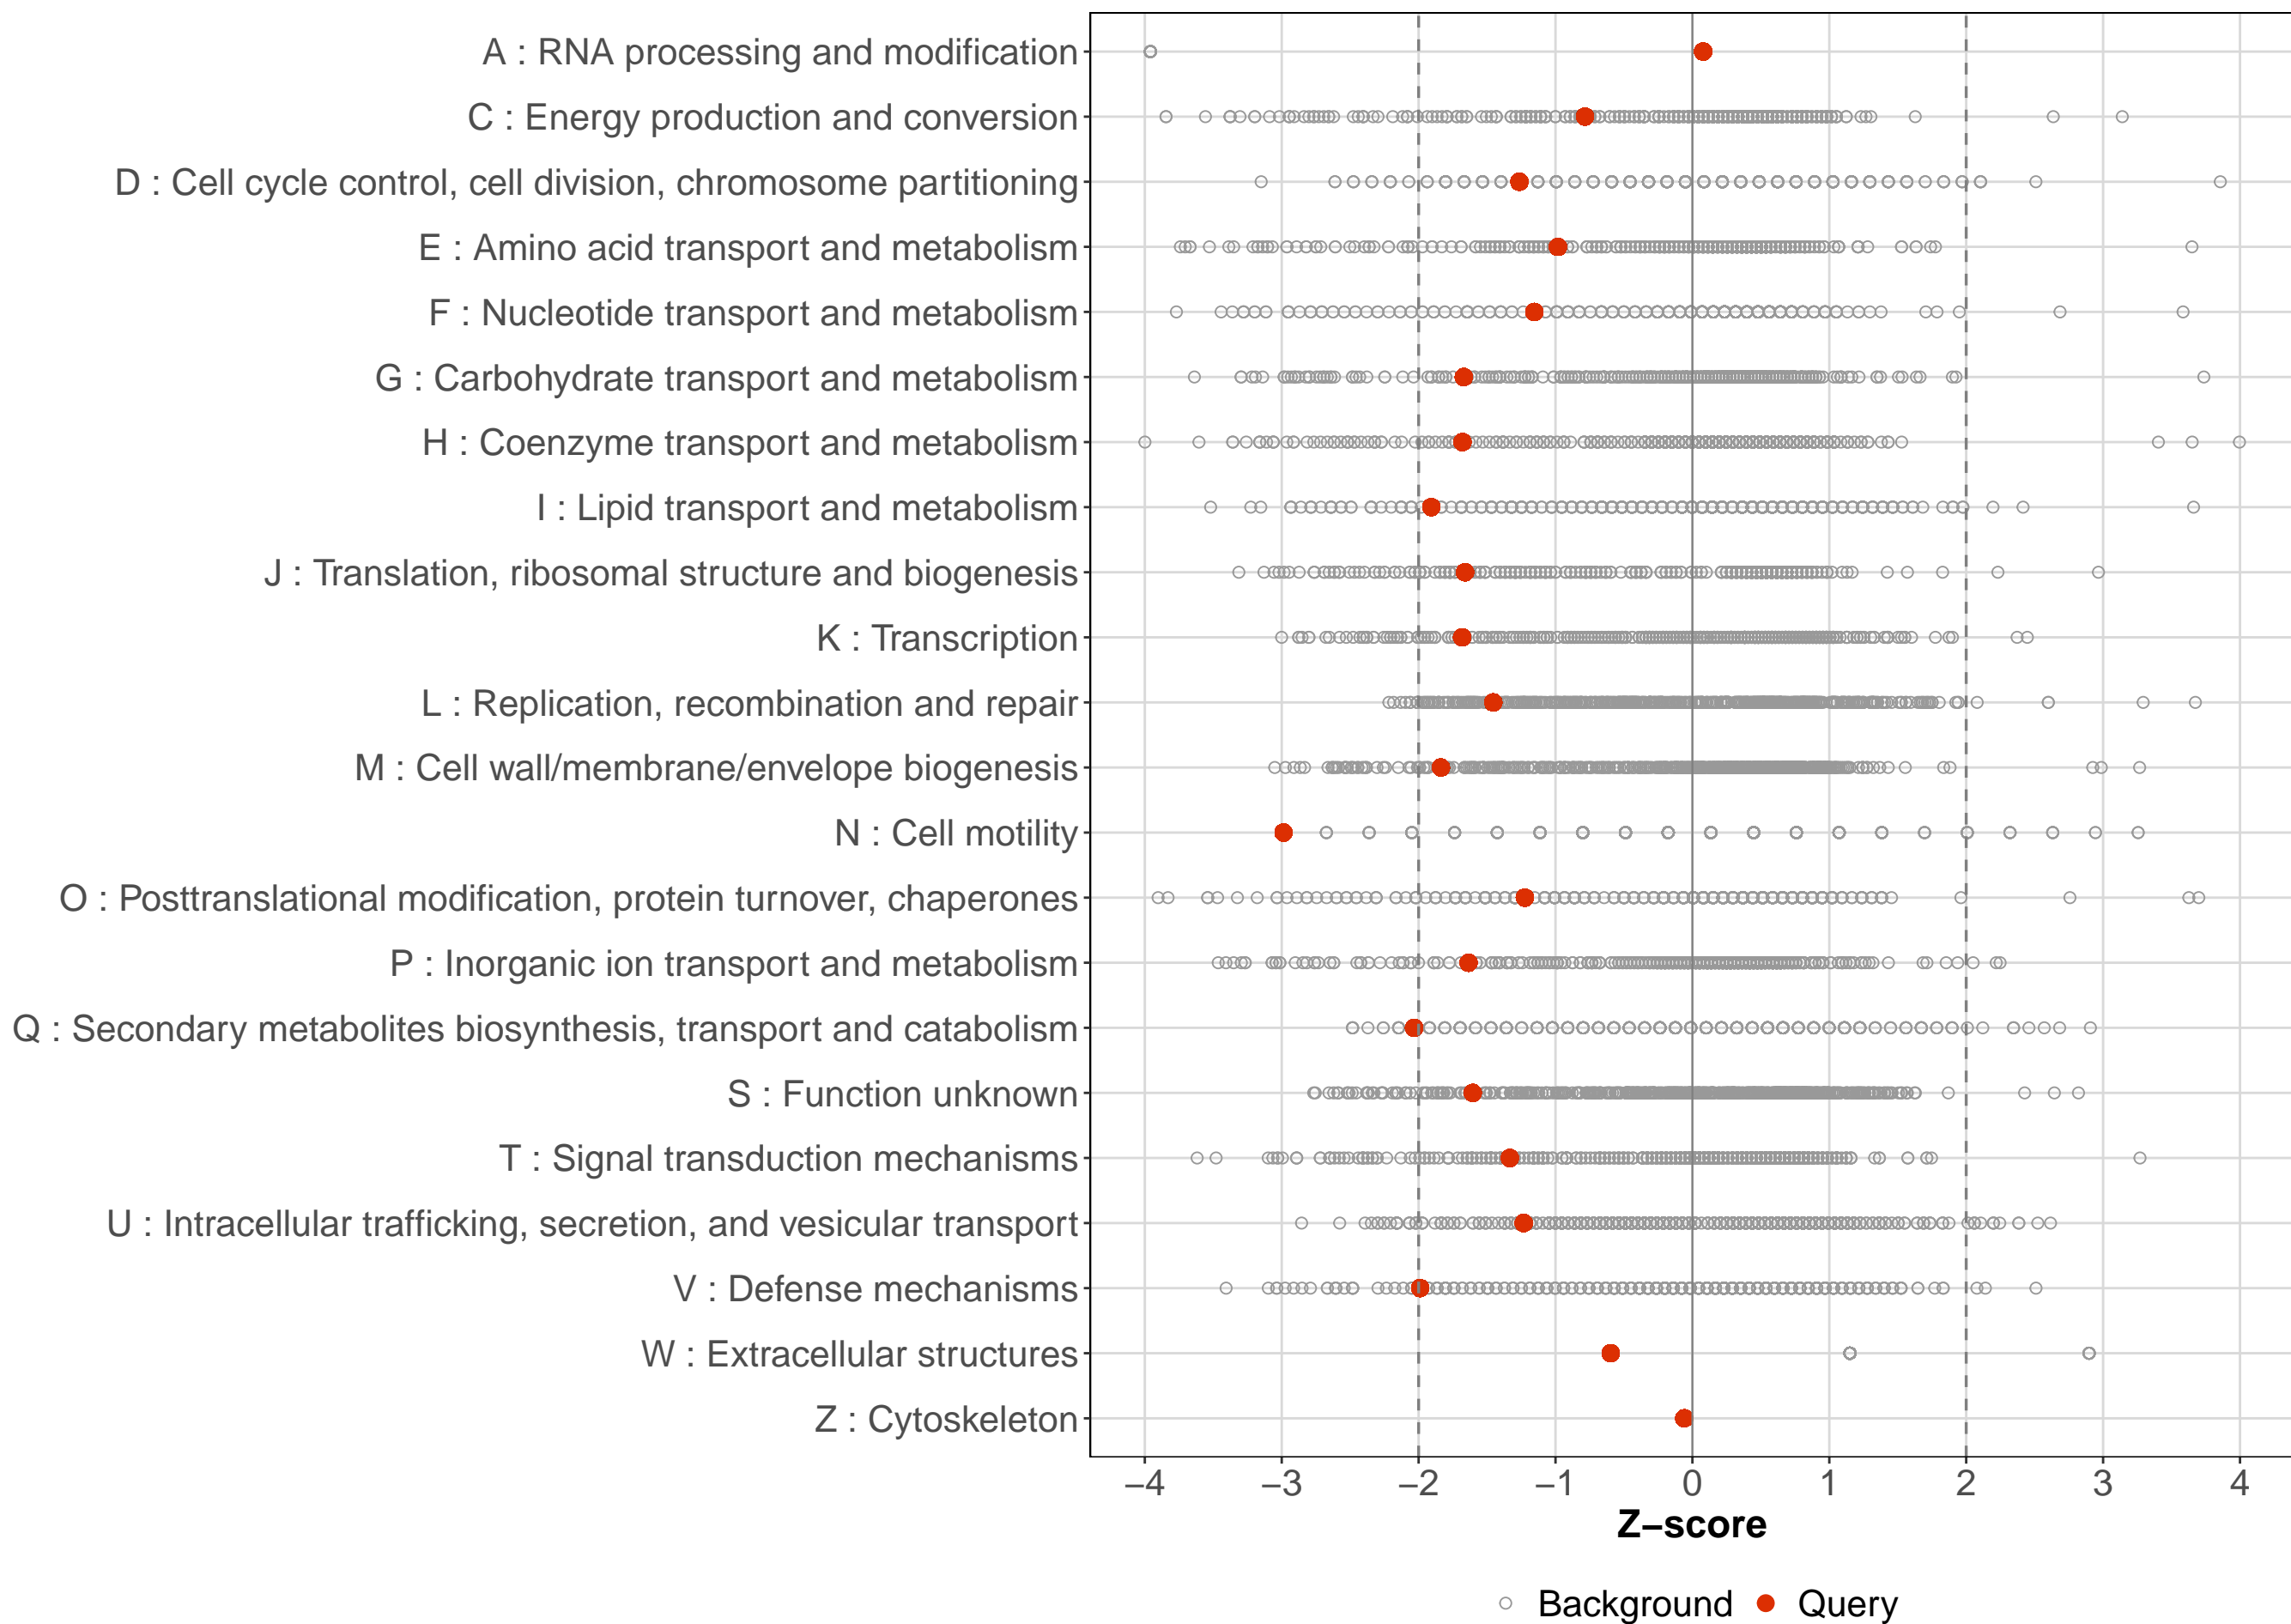 A : RNA processing and modification
C : Energy production and conversion
D : Cell cycle control, cell division, chromosome partitioning
E : Amino acid transport and metabolism
F : Nucleotide transport and metabolism
G : Carbohydrate transport and metabolism
H : Coenzyme transport and metabolism
I : Lipid transport and metabolism
J : Translation, ribosomal structure and biogenesis
K : Transcription
L : Replication, recombination and repair
M : Cell wall/membrane/envelope biogenesis
N : Cell motility
O : Posttranslational modification, protein turnover, chaperones
P : Inorganic ion transport and metabolism
Q : Secondary metabolites biosynthesis, transport and catabolism
S : Function unknown
T : Signal transduction mechanisms
U : Intracellular trafficking, secretion, and vesicular transport
V : Defense mechanisms
W : Extracellular structures
Z : Cytoskeleton
−4 −3 −2 −1 0 1 2 3 4
Z−score
Background Query